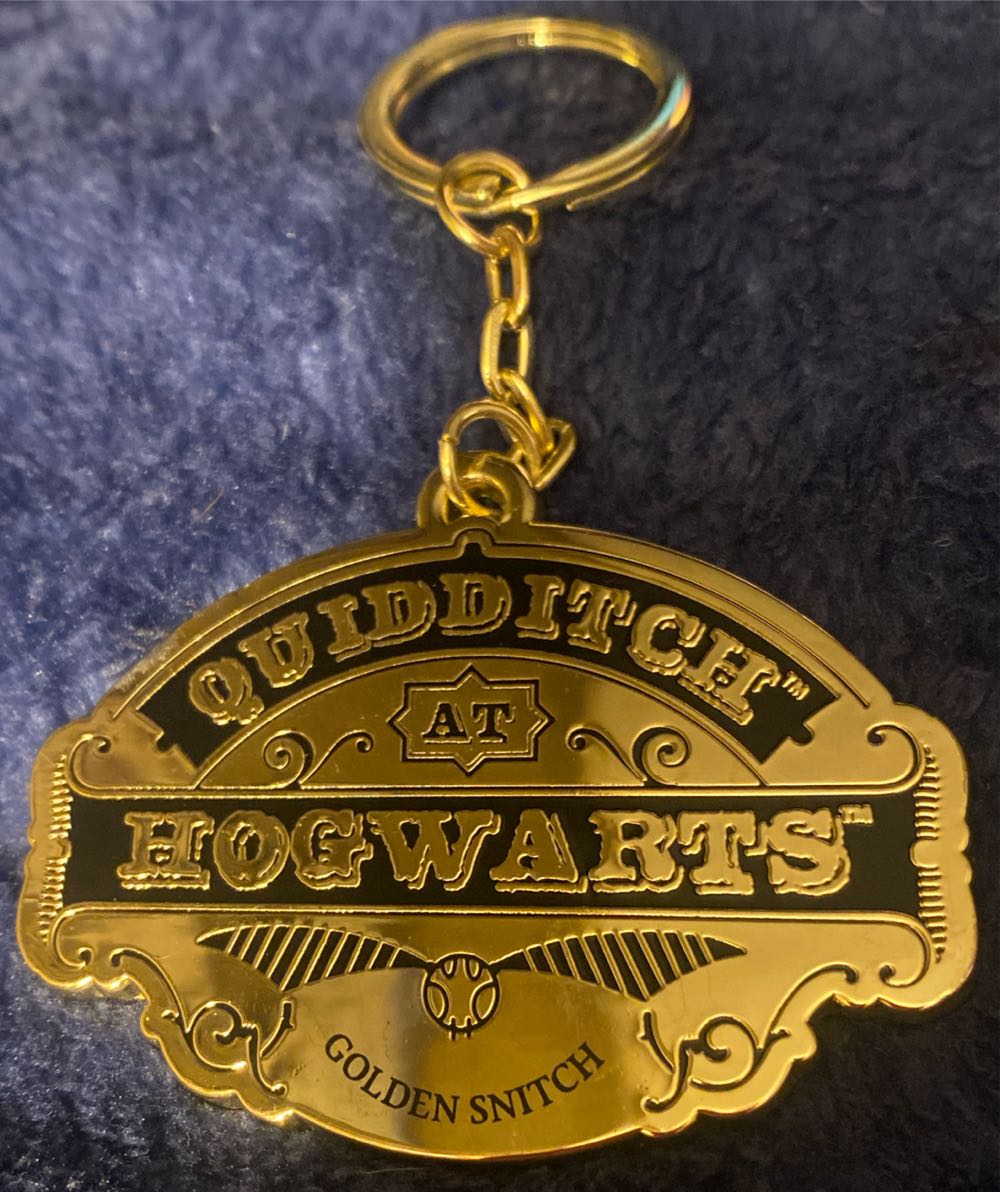 QUIDDITCH™
AT
HOGWARTS™
GOLDEN SNITCH